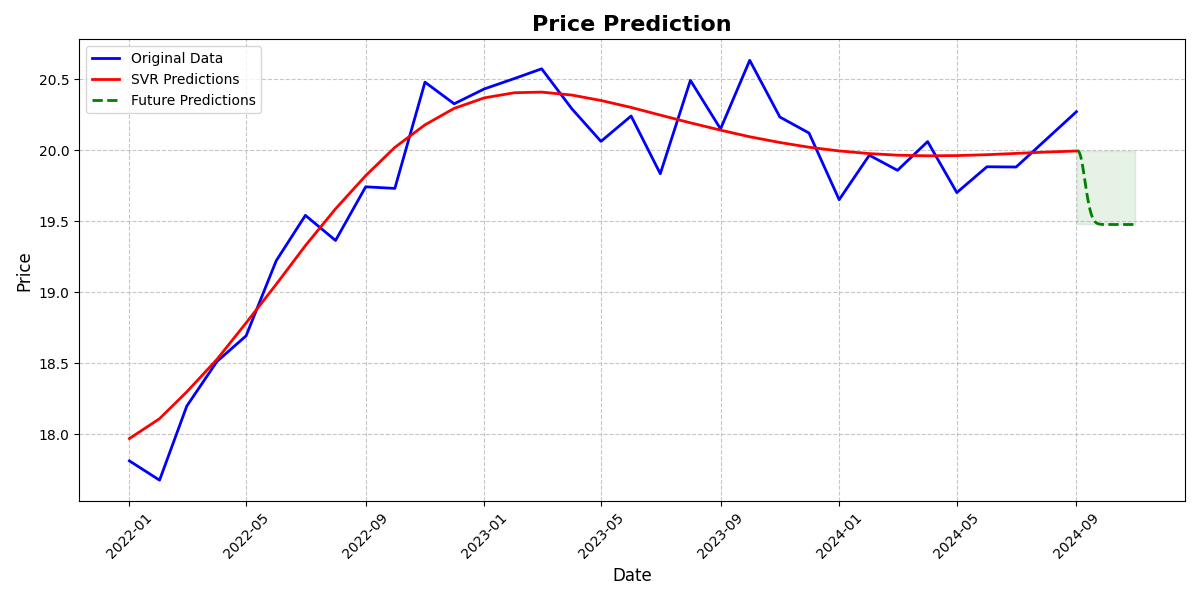 Price Prediction
Original Data
SVR Predictions
Future Predictions
20.5
20.0
19.5
19.0
18.5
18.0
Price
2022-01
2022-05
2022-09
2023-01
2023-05
2023-09
2024-01
2024-05
2024-09
Date